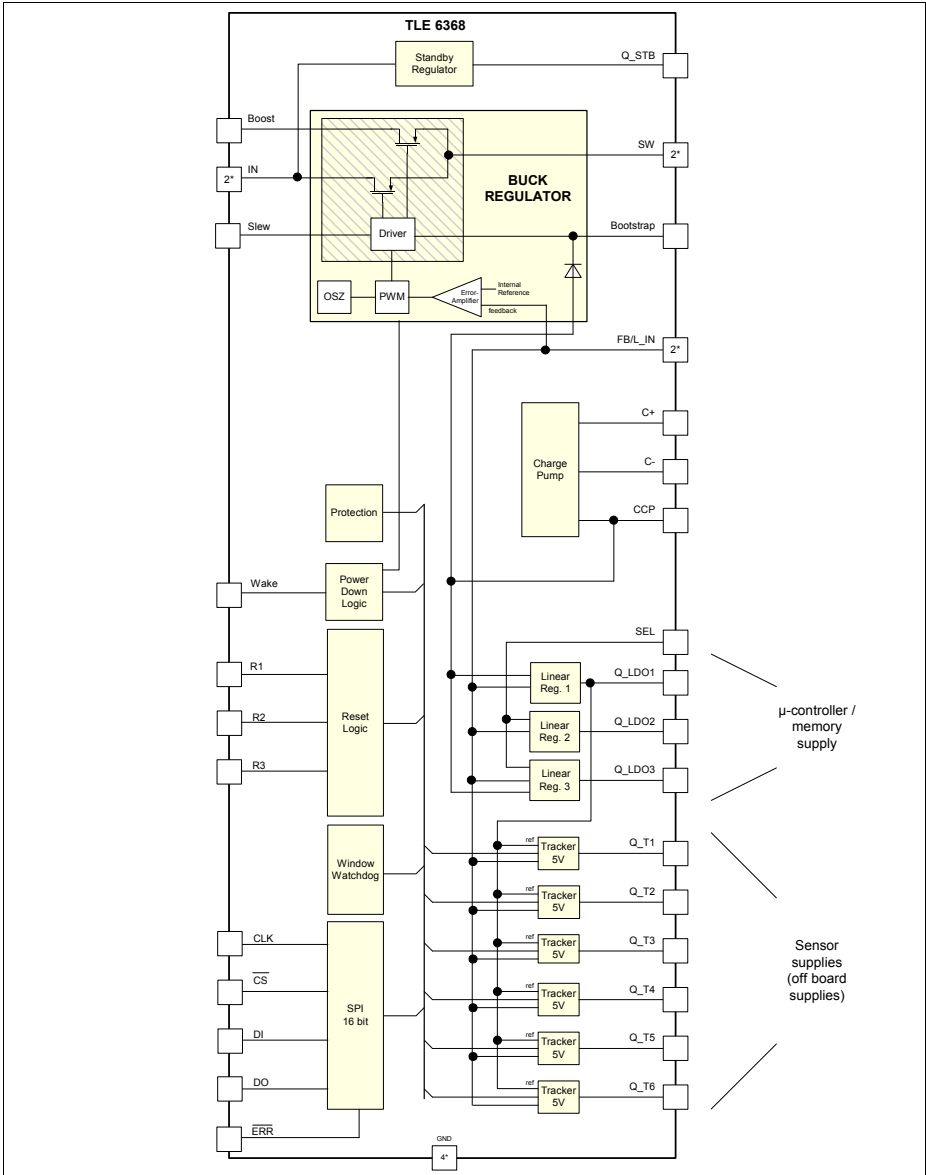 TLE 6368
Standby
Regulator
Q_STB
Boost
IN
2*
Slew
BUCK
REGULATOR
Driver
OSZ
PWM
Error-
Amplifier
Internal
Reference
feedback
SW
2*
Bootstrap
FB/L_IN
2*
Charge
Pump
C+
C-
CCP
Protection
Wake
Power
Down
Logic
R1
R2
R3
Reset
Logic
Window
Watchdog
CLK
CS
DI
DO
ERR
SPI
16 bit
SEL
Linear
Reg. 1
Q_LDO1
Linear
Reg. 2
Q_LDO2
Linear
Reg. 3
Q_LDO3
µ-controller /
memory
supply
ref
Tracker
5V
Q_T1
ref
Tracker
5V
Q_T2
ref
Tracker
5V
Q_T3
ref
Tracker
5V
Q_T4
ref
Tracker
5V
Q_T5
ref
Tracker
5V
Q_T6
Sensor
supplies
(off board
supplies)
GND
4*